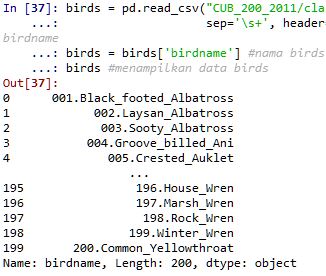 In [37]: birds = pd.read_csv("CUB_200_2011/cla
...: sep='\s+', header
birdname
...: birds = birds['birdname'] #nama birds
...: birds #menampilkan data birds
Out[37]:
0 001.Black_footed_Albatross
1 002.Laysan_Albatross
2 003.Sooty_Albatross
3 004.Groove_billed_Ani
4 005.Crested_Auklet
...
195 196.House_Wren
196 197.Marsh_Wren
197 198.Rock_Wren
198 199.Winter_Wren
199 200.Common_Yellowthroat
Name: birdname, Length: 200, dtype: object